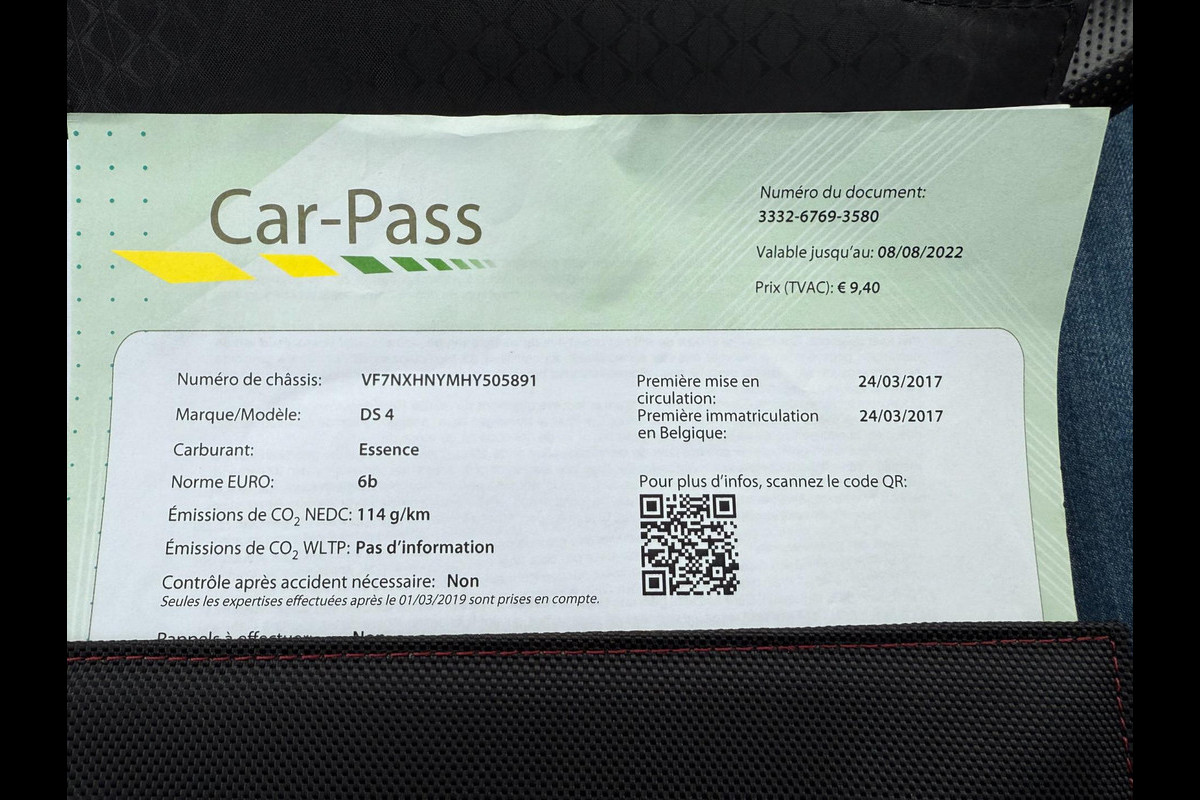 Car-Pass
Numéro du document:
3332-6769-3580
Valable jusqu'au: 08/08/2022
Prix (TVAC): € 9,40
Numéro de châssis: VF7NXHNYMHY505891
Marque/Modèle: DS 4
Carburant: Essence
Norme EURO: 6b
Émissions de CO2 NEDC: 114 g/km
Émissions de CO2 WLTP: Pas d'information
Contrôle après accident nécessaire: Non
Seules les expertises effectuées après le 01/03/2019 sont prises en compte.
Rappels à effectuer: Non
Première mise en circulation: 24/03/2017
Première immatriculation en Belgique: 24/03/2017
Pour plus d'infos, scannez le code QR: